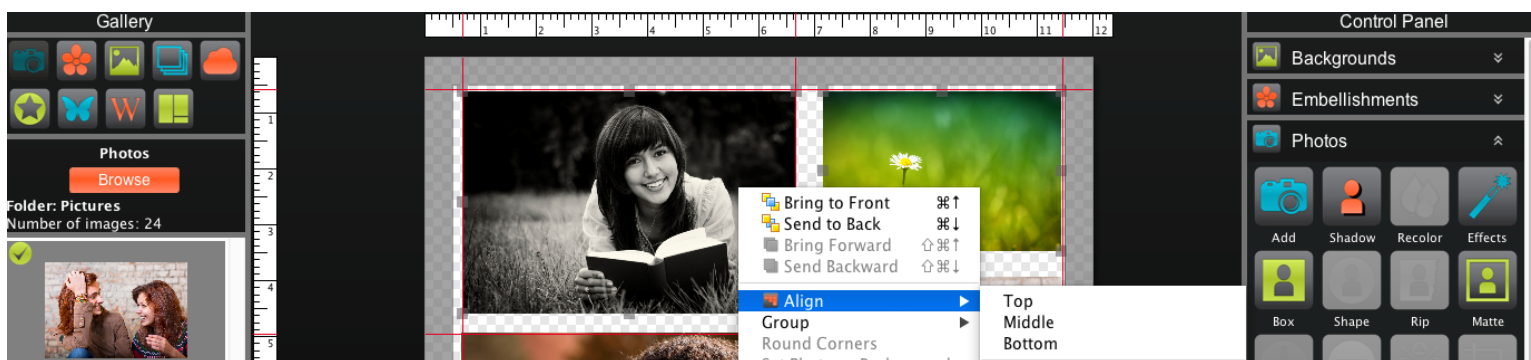 Gallery
W
Photos
Browse
Folder: Pictures
Number of images: 24
1 2 3 4 5 6 7 8 9 10 11 12
1
2
3
4
5
Bring to Front ⌘↑
Send to Back ⌘↓
Bring Forward ⇧⌘↑
Send Backward ⇧⌘↓
Align
Group
Round Corners
Top
Middle
Bottom
Control Panel
Backgrounds
Embellishments
Photos
Add Shadow Recolor Effects
Box Shape Rip Matte